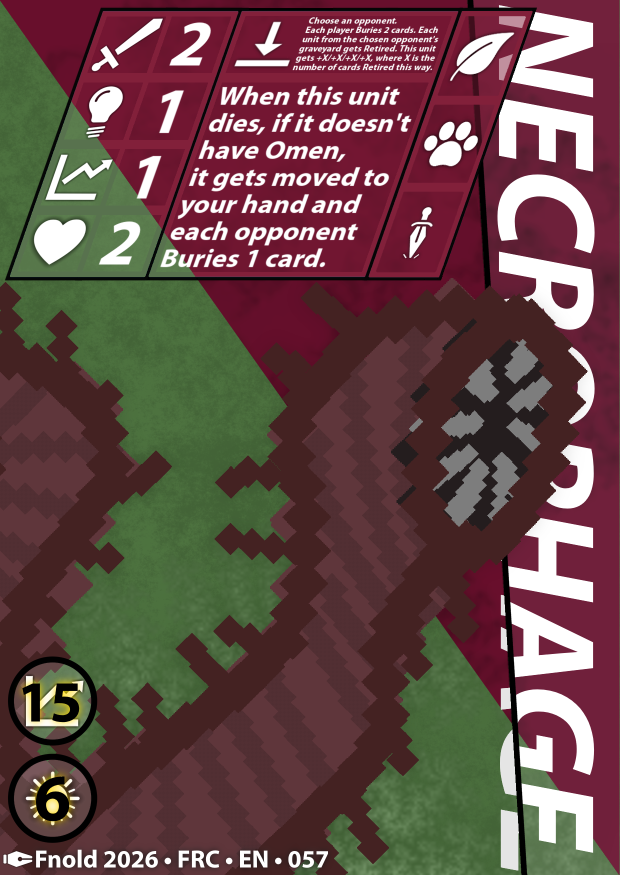 2
1
1
2
Choose an opponent.
Each player Buries 2 cards. Each
unit from the chosen opponent's
graveyard gets Retired. This unit
gets +X/+X/+X/+X, where X is the
number of cards Retired this way.
When this unit
dies, if it doesn't
have Omen,
it gets moved to
your hand and
each opponent
Buries 1 card.
NECROPHAGE
15
6
Fnold 2026 • FRC • EN • 057